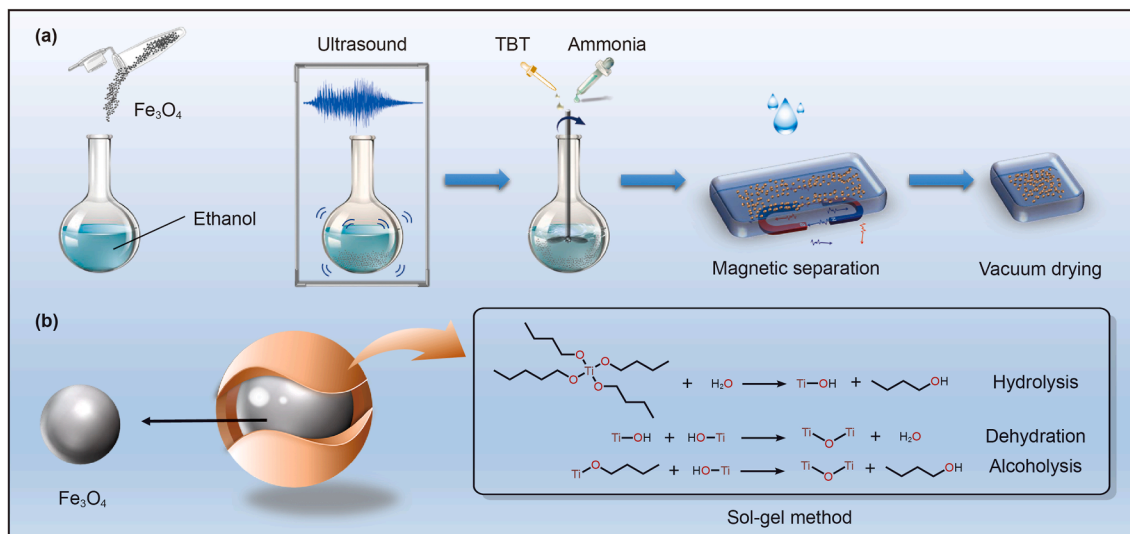 (a)
Fe₃O₄
Ethanol
Ultrasound
TBT
Ammonia
Magnetic separation
Vacuum drying
(b)
Fe₃O₄
O
O
Ti
O
O
+ H₂O Ti OH + OH Hydrolysis
Ti OH + HO Ti Ti O Ti + H₂O Dehydration
Ti O + HO Ti Ti O Ti + OH Alcoholysis
Sol-gel method